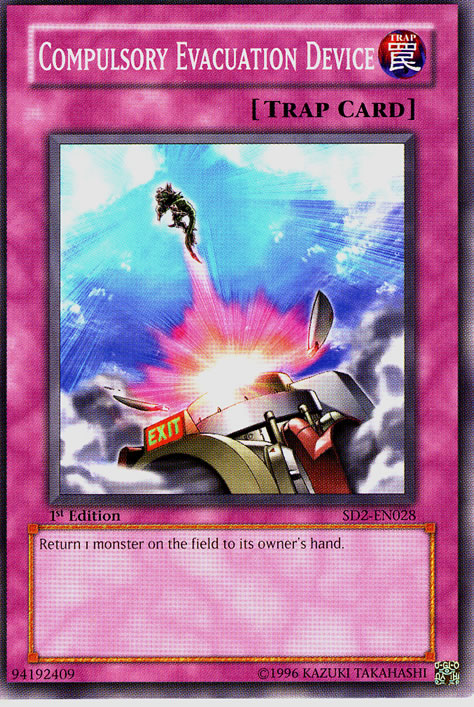 COMPULSORY EVACUATION DEVICE
TRAP
罠
[TRAP CARD]
EXIT
1st Edition
SD2-EN028
Return 1 monster on the field to its owner's hand.
94192409
©1996 KAZUKI TAKAHASHI